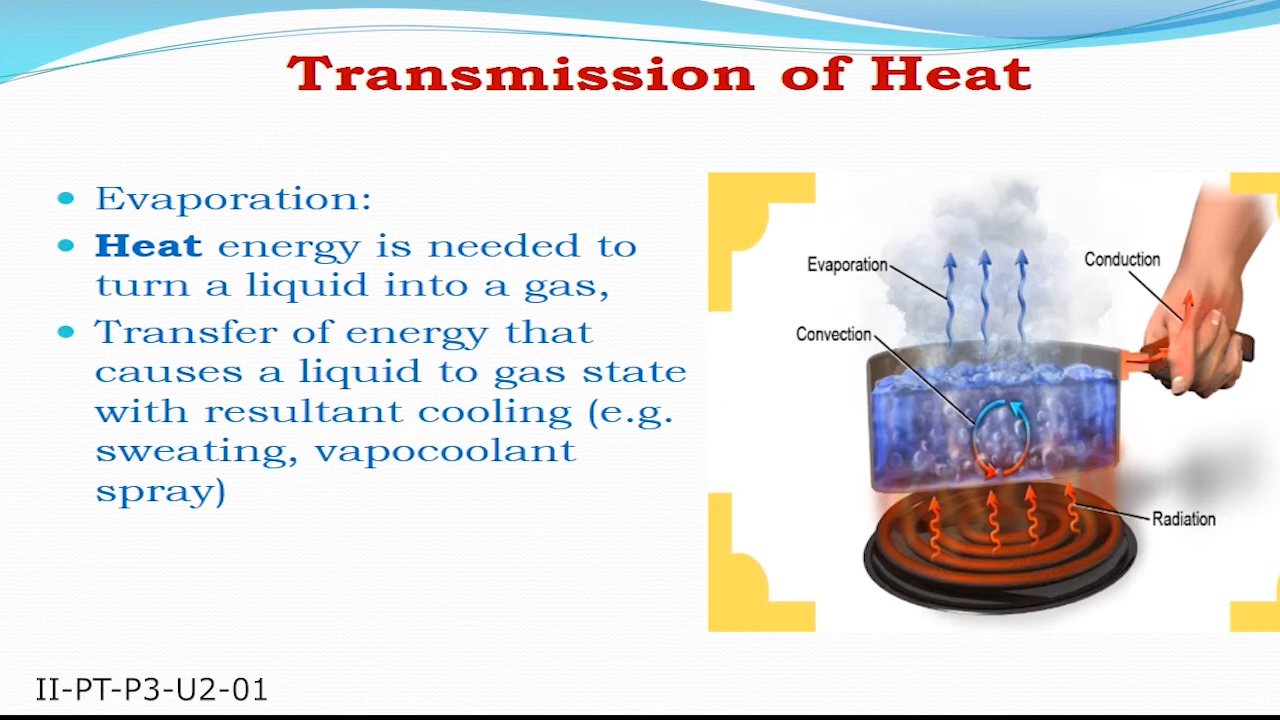 Transmission of Heat
Evaporation:
Heat energy is needed to
turn a liquid into a gas,
Transfer of energy that
causes a liquid to gas state
with resultant cooling (e.g.
sweating, vapocoolant
spray)
Evaporation
Conduction
Convection
Radiation
II-PT-P3-U2-01